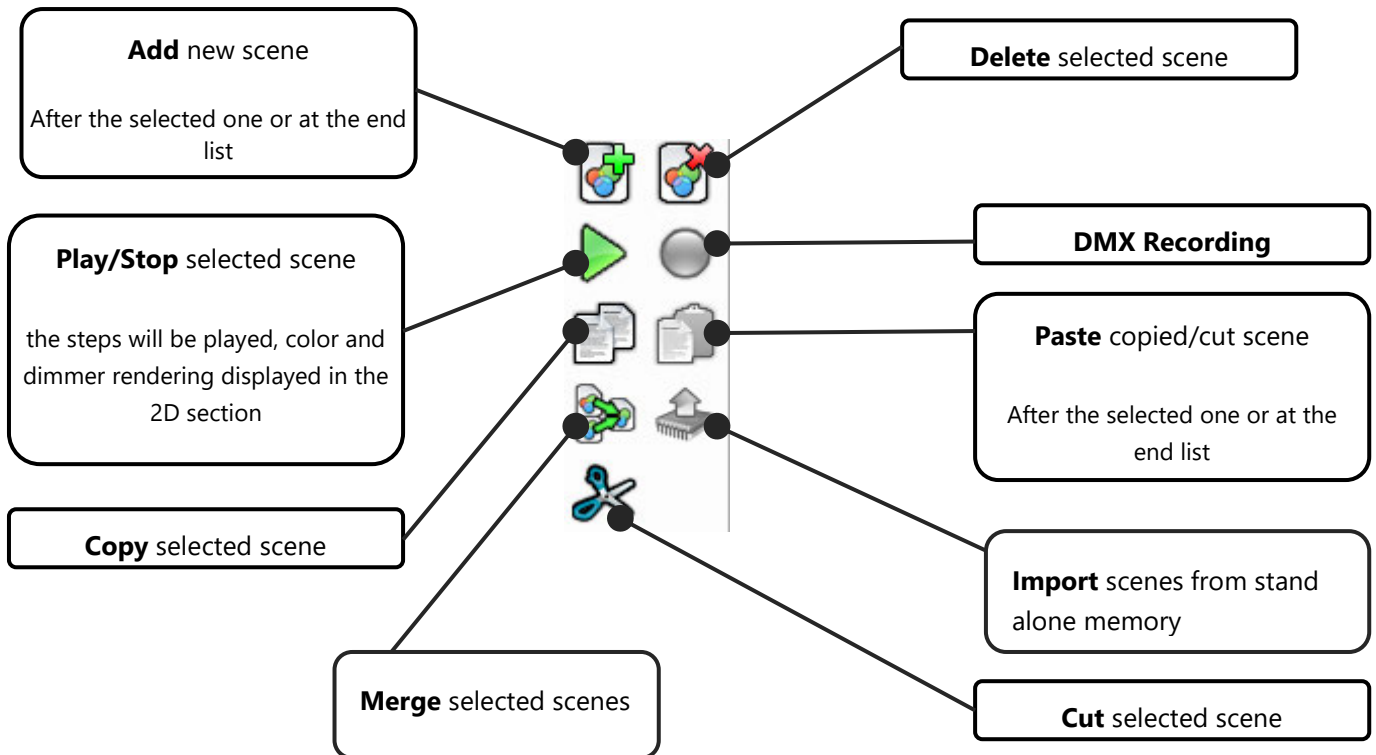 Add new scene
After the selected one or at the end
list
Delete selected scene
Play/Stop selected scene
the steps will be played, color and
dimmer rendering displayed in the
2D section
DMX Recording
Paste copied/cut scene
After the selected one or at the
end list
Copy selected scene
Import scenes from stand
alone memory
Merge selected scenes
Cut selected scene